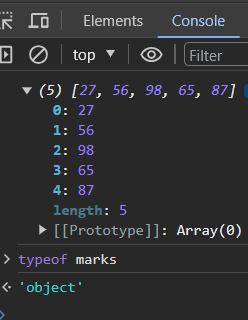 Elements Console
top Filter
(5) [27, 56, 98, 65, 87]
0: 27
1: 56
2: 98
3: 65
4: 87
length: 5
[[Prototype]]: Array(0)
typeof marks
'object'